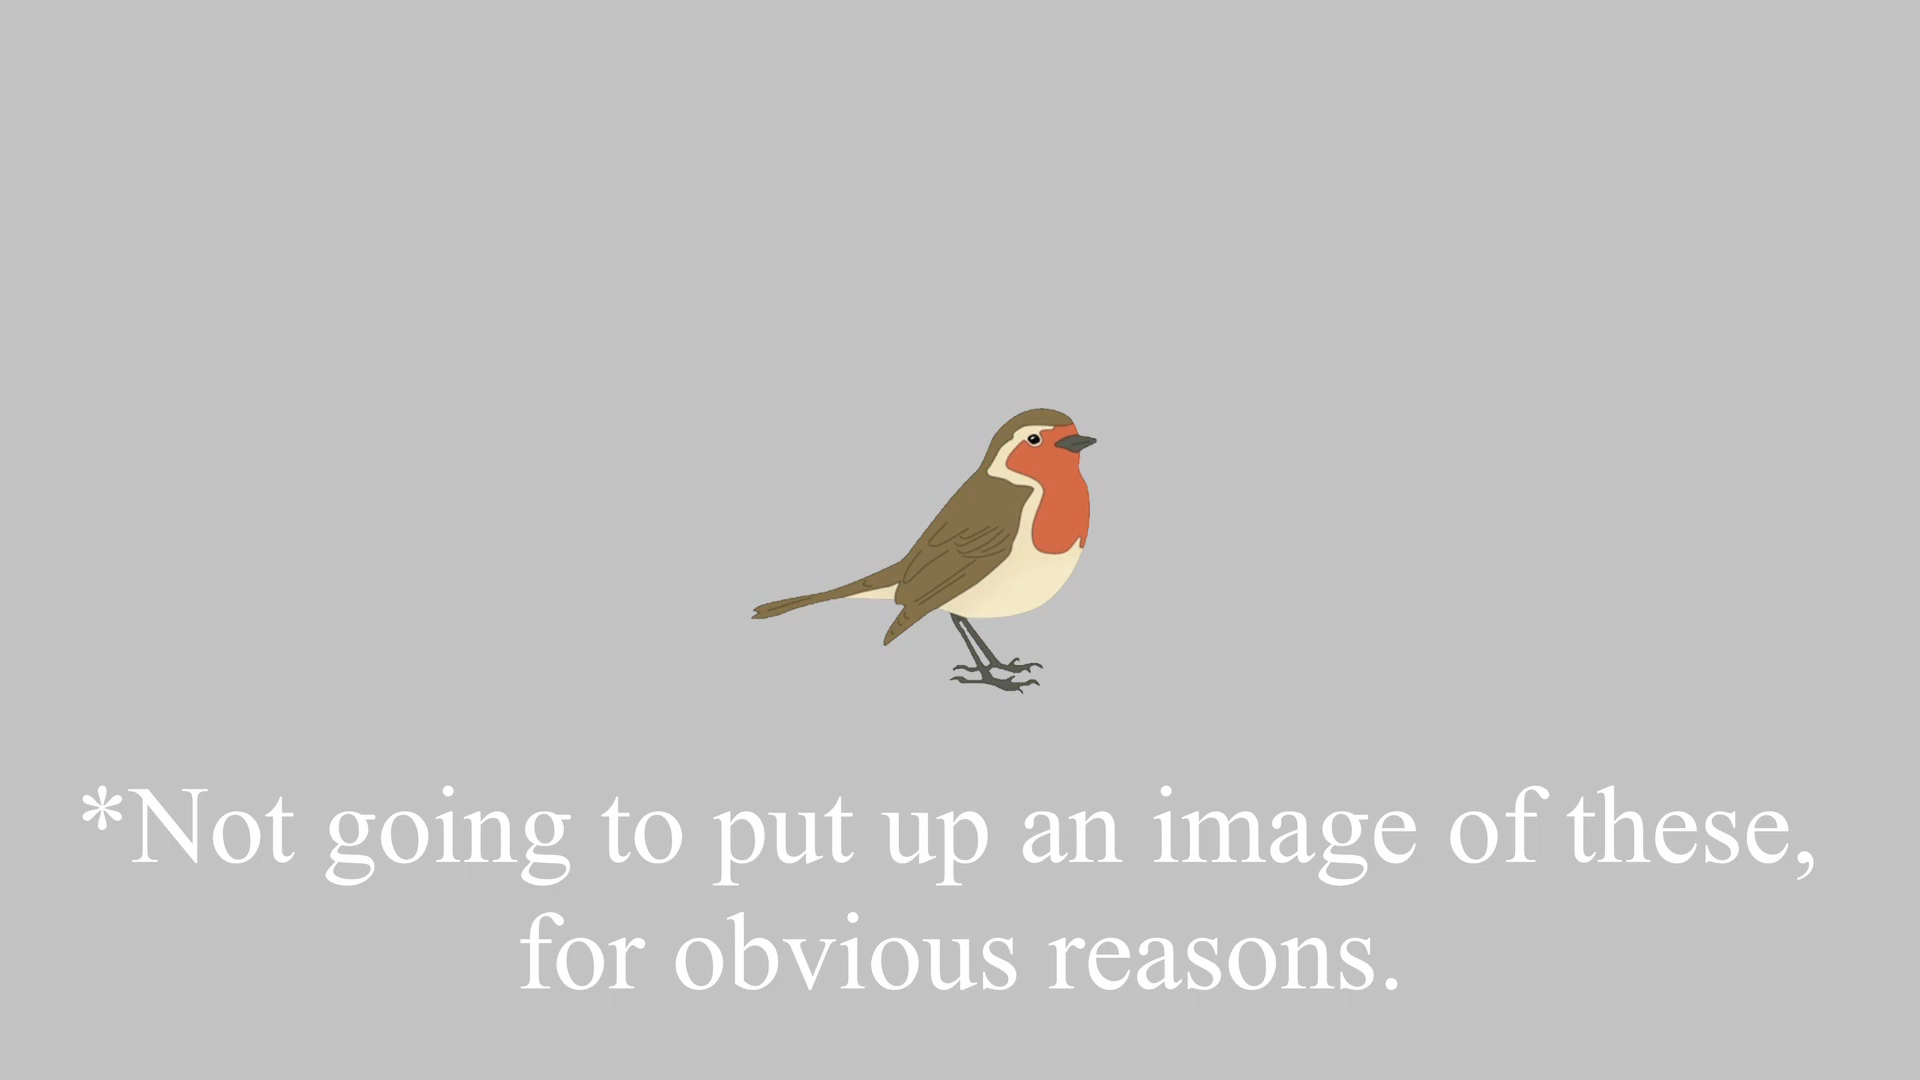 *Not going to put up an image of these,
for obvious reasons.